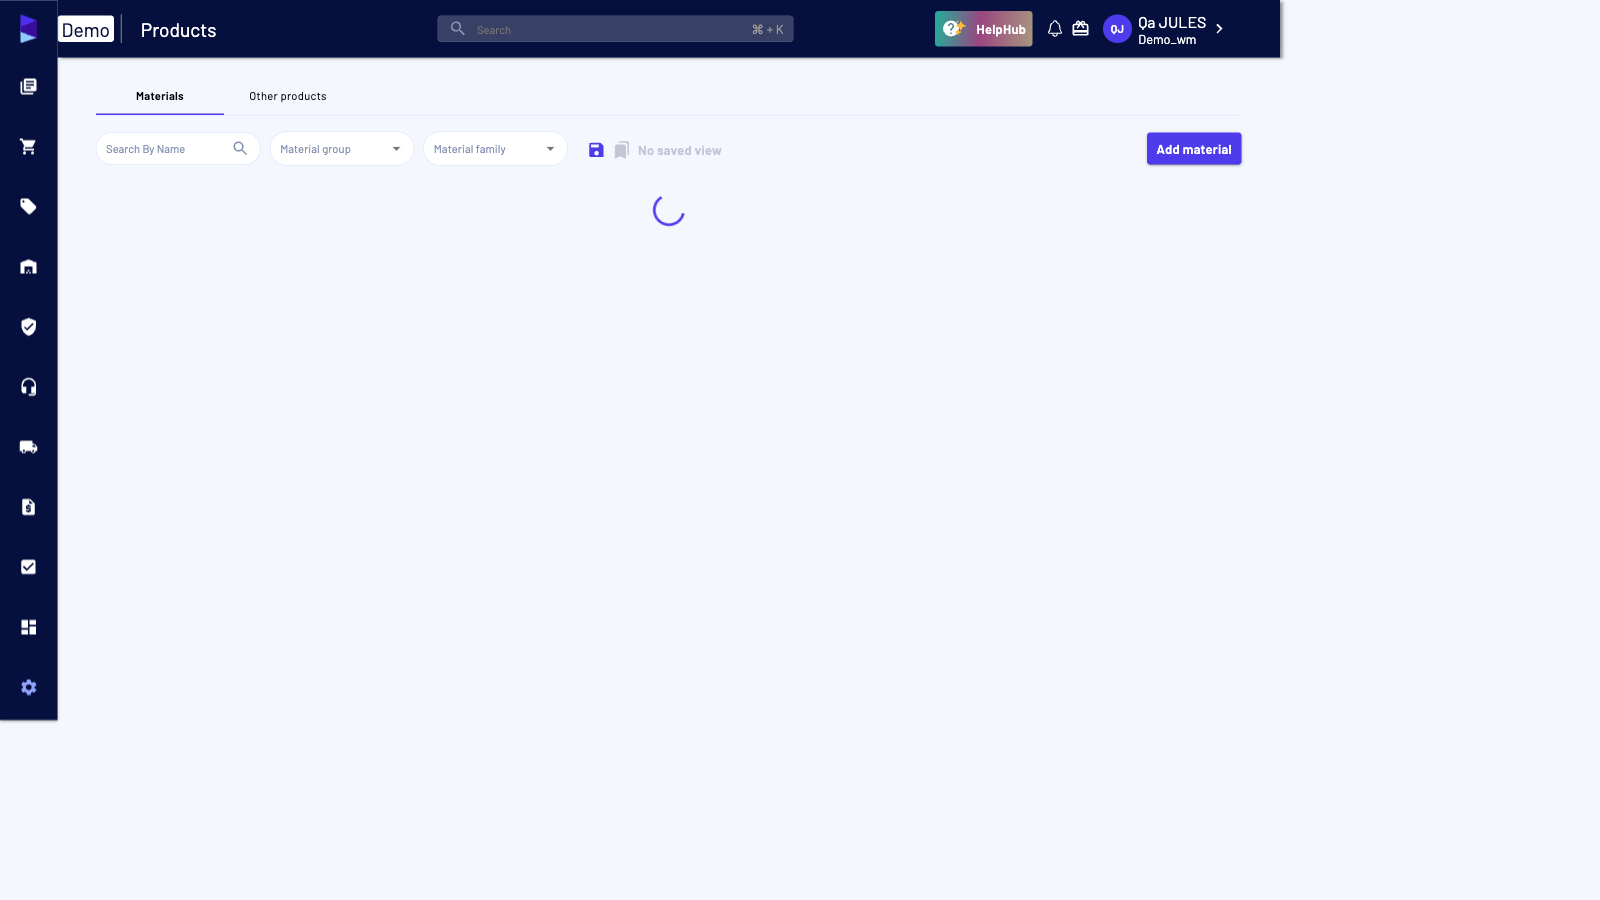 Demo
Products
Search
⌘ + K
HelpHub
QJ
Qa JULES
Demo_wm
Materials
Other products
Search By Name
Material group
Material family
No saved view
Add material